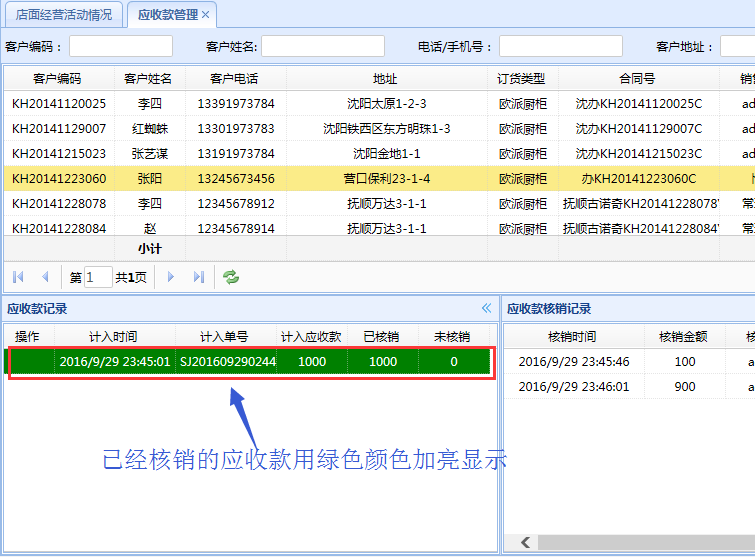 店面经营活动情况 应收款管理
客户编码： 客户姓名: 电话/手机号： 客户地址：
客户编码 客户姓名 客户电话 地址 订货类型 合同号
KH20141120025 李四 13391973784 沈阳太原1-2-3 欧派厨柜 沈办KH20141120025C ad
KH20141129007 红蜘蛛 13301973783 沈阳铁西区东方明珠1-3 欧派厨柜 沈办KH20141129007C ad
KH20141215023 张艺谋 13191973784 沈阳金地1-1 欧派厨柜 沈办KH20141215023C ad
KH20141223060 张阳 13245673456 营口保利23-1-4 欧派厨柜 办KH20141223060C
KH20141228078 李四 12345678912 抚顺万达3-1-1 欧派厨柜 抚顺古诺奇KH20141228078
KH20141228084 赵 12345678914 抚顺万达3-1-1 欧派厨柜 抚顺古诺奇KH20141228084
小计
第 1 共1页
应收款记录 应收款核销记录
操作 计入时间 计入单号 计入应收款 已核销 未核销 核销时间 核销金额
2016/9/29 23:45:01 SJ201609290244 1000 1000 0 2016/9/29 23:45:46 100
2016/9/29 23:46:01 900
已经核销的应收款用绿色颜色加亮显示